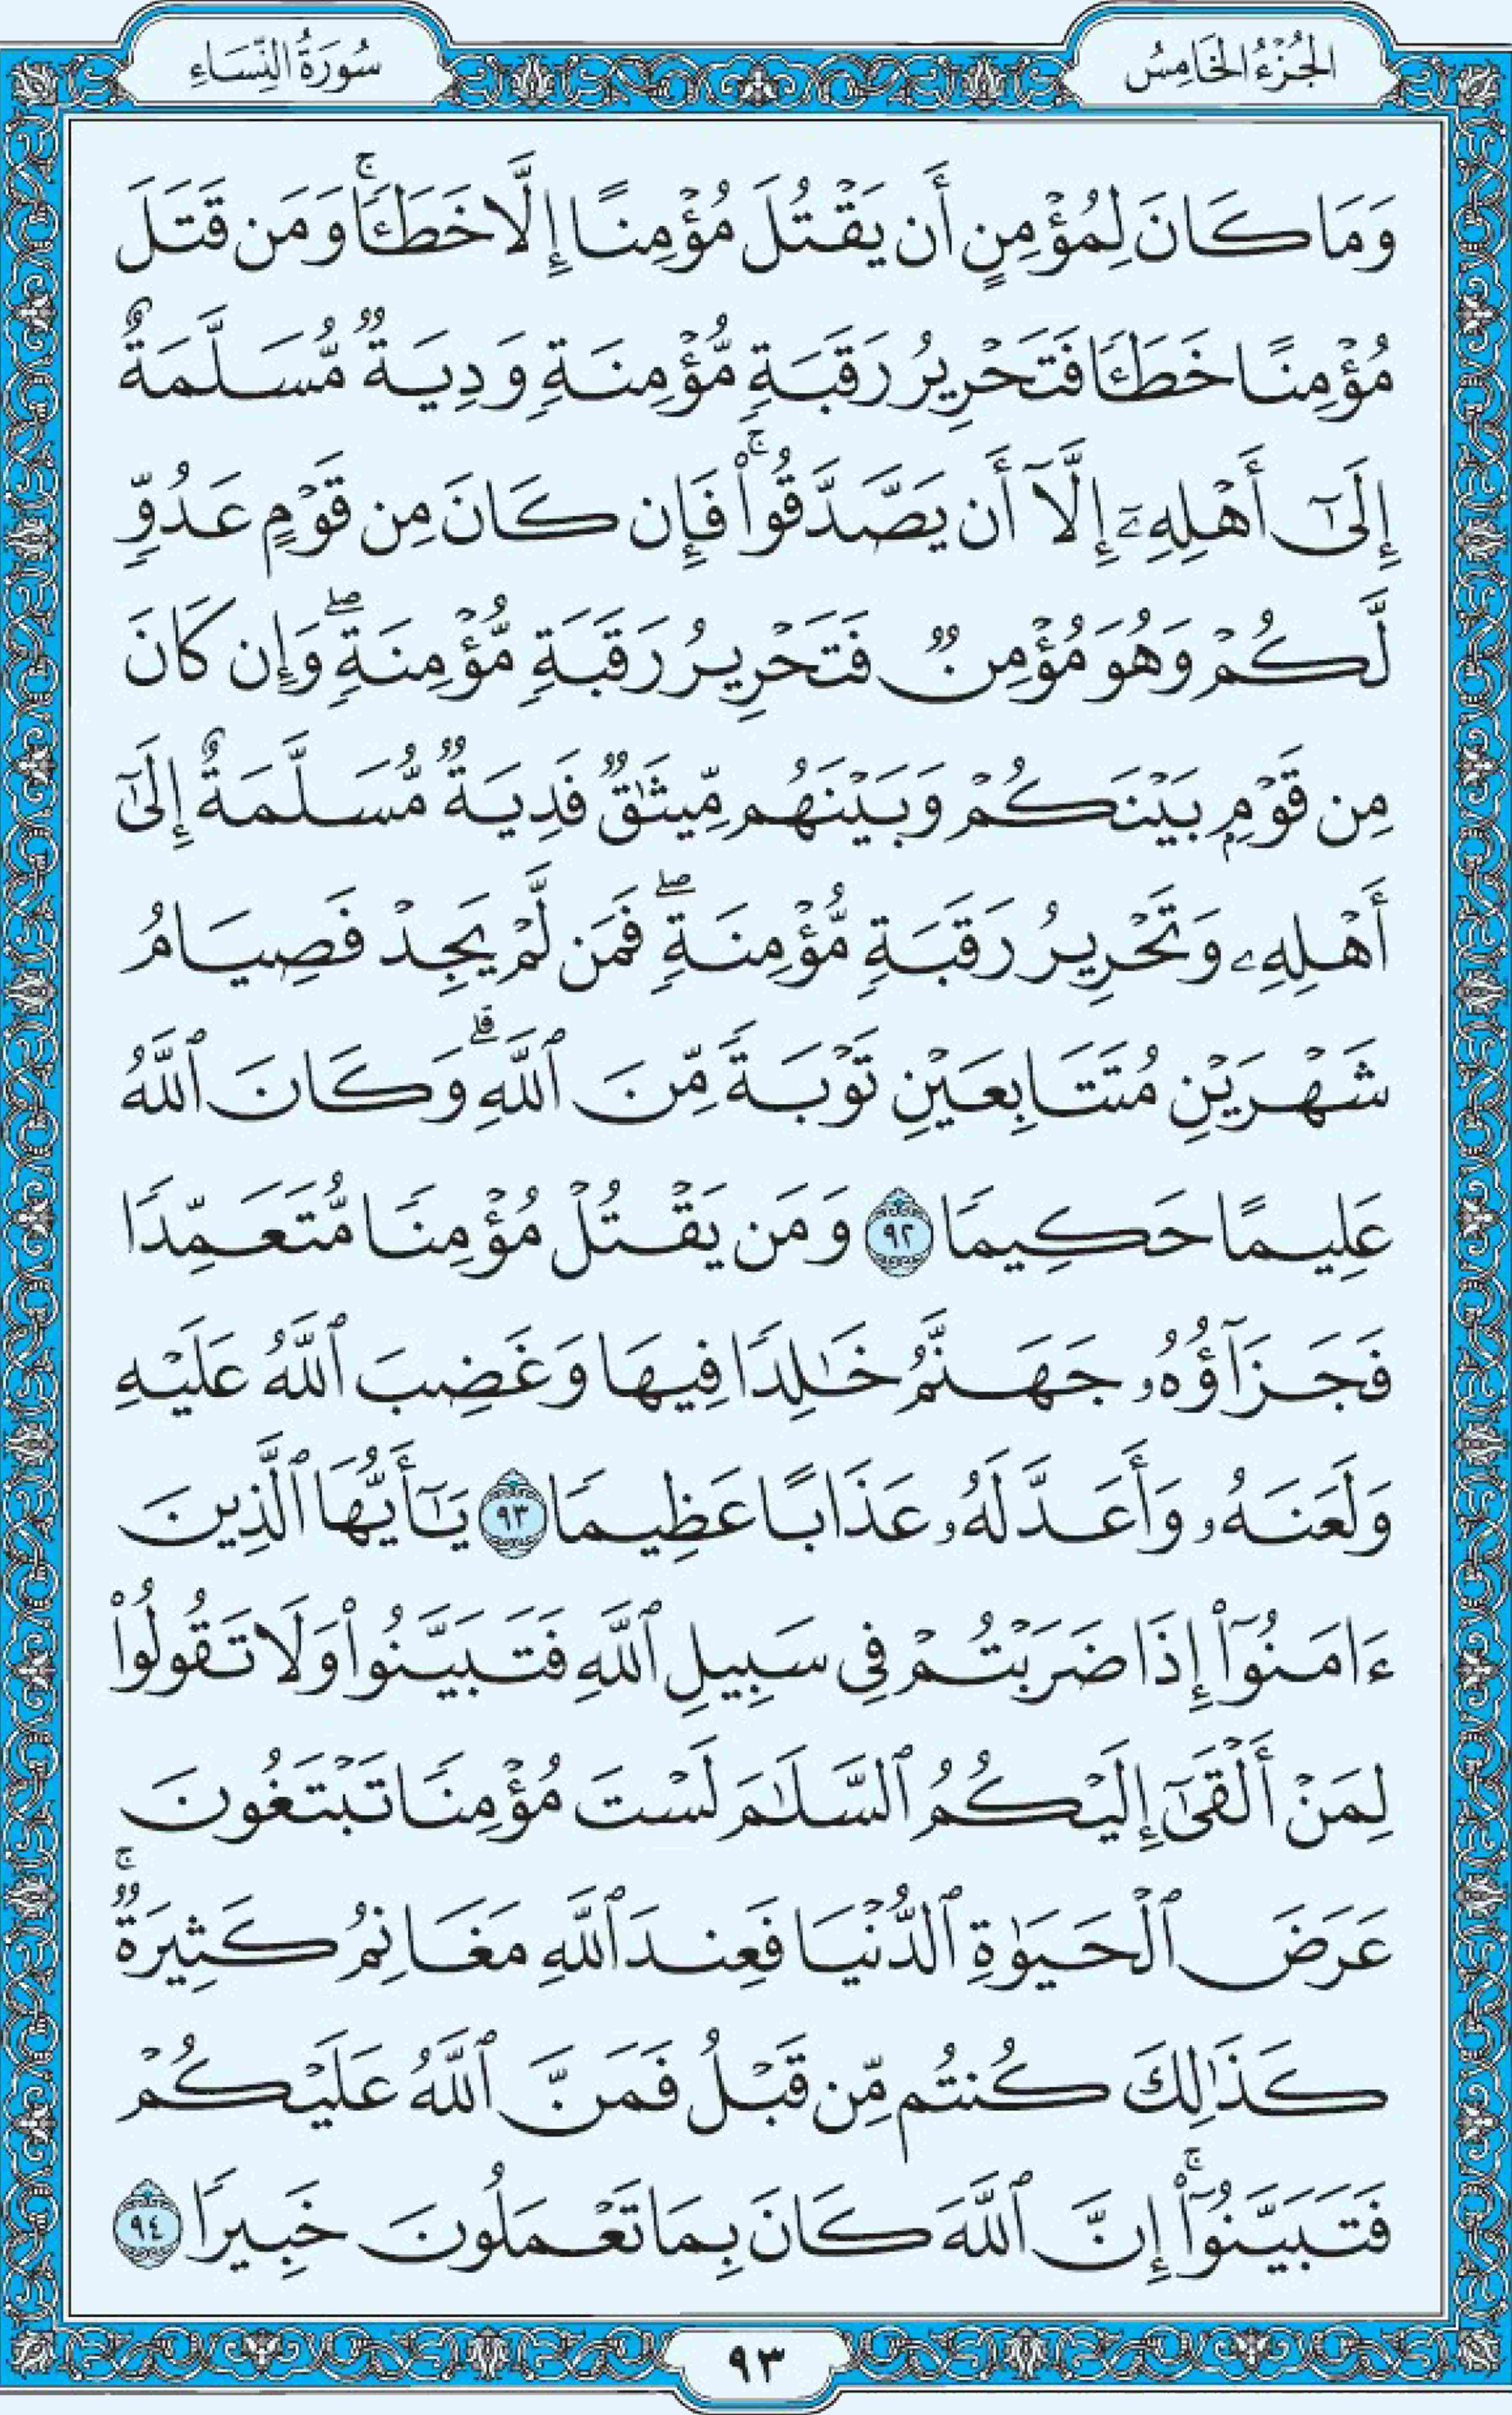 الجُزْءُ الخَامِسُ
سُورَةُ النِّسَاءِ
وَمَا كَانَ لِمُؤْمِنٍ أَن يَقْتُلَ مُؤْمِنًا إِلَّا خَطَـًٔاۚ وَمَن قَتَلَ
مُؤْمِنًا خَطَـًٔا فَتَحْرِيرُ رَقَبَةٍ مُّؤْمِنَةٍ وَدِيَةٌ مُّسَلَّمَةٌ
إِلَىٰٓ أَهْلِهِۦٓ إِلَّآ أَن يَصَّدَّقُوا۟ۚ فَإِن كَانَ مِن قَوْمٍ عَدُوٍّ
لَّكُمْ وَهُوَ مُؤْمِنٌ فَتَحْرِيرُ رَقَبَةٍ مُّؤْمِنَةٍۖ وَإِن كَانَ
مِن قَوْمٍۭ بَيْنَكُمْ وَبَيْنَهُم مِّيثَٰقٌ فَدِيَةٌ مُّسَلَّمَةٌ إِلَىٰٓ
أَهْلِهِۦ وَتَحْرِيرُ رَقَبَةٍ مُّؤْمِنَةٍۖ فَمَن لَّمْ يَجِدْ فَصِيَامُ
شَهْرَيْنِ مُتَتَابِعَيْنِ تَوْبَةً مِّنَ ٱللَّهِۗ وَكَانَ ٱللَّهُ
عَلِيمًا حَكِيمًا ٩٢ وَمَن يَقْتُلْ مُؤْمِنًا مُّتَعَمِّدًا
فَجَزَآؤُهُۥ جَهَنَّمُ خَٰلِدًا فِيهَا وَغَضِبَ ٱللَّهُ عَلَيْهِ
وَلَعَنَهُۥ وَأَعَدَّ لَهُۥ عَذَابًا عَظِيمًا ٩٣ يَٰٓأَيُّهَا ٱلَّذِينَ
ءَامَنُوٓا۟ إِذَا ضَرَبْتُمْ فِى سَبِيلِ ٱللَّهِ فَتَبَيَّنُوا۟ وَلَا تَقُولُوا۟
لِمَنْ أَلْقَىٰٓ إِلَيْكُمُ ٱلسَّلَٰمَ لَسْتَ مُؤْمِنًا تَبْتَغُونَ
عَرَضَ ٱلْحَيَوٰةِ ٱلدُّنْيَا فَعِندَ ٱللَّهِ مَغَانِمُ كَثِيرَةٌۚ
كَذَٰلِكَ كُنتُم مِّن قَبْلُ فَمَنَّ ٱللَّهُ عَلَيْكُمْ
فَتَبَيَّنُوٓا۟ۚ إِنَّ ٱللَّهَ كَانَ بِمَا تَعْمَلُونَ خَبِيرًا ٩٤
٩٣